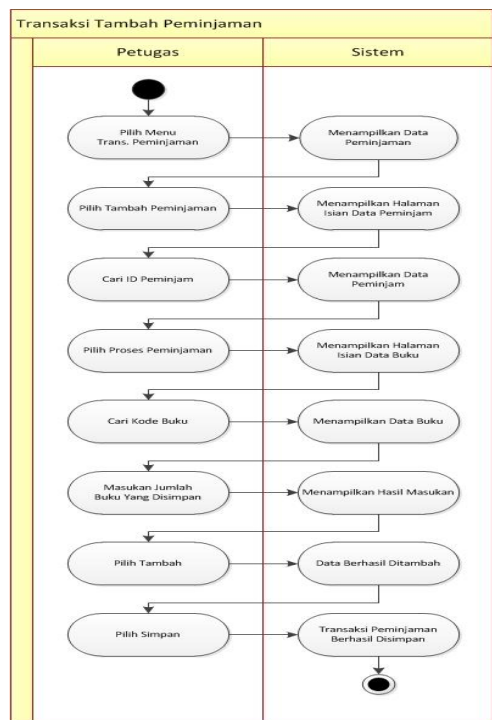 Transaksi Tambah Peminjaman
Petugas
Sistem
Pilih Menu
Trans. Peminjaman
Menampilkan Data
Peminjaman
Pilih Tambah Peminjaman
Menampilkan Halaman
Isian Data Peminjam
Cari ID Peminjam
Menampilkan Data
Peminjam
Pilih Proses Peminjaman
Menampilkan Halaman
Isian Data Buku
Cari Kode Buku
Menampilkan Data Buku
Masukan Jumlah
Buku Yang Disimpan
Menampilkan Hasil Masukan
Pilih Tambah
Data Berhasil Ditambah
Pilih Simpan
Transaksi Peminjaman
Berhasil Disimpan